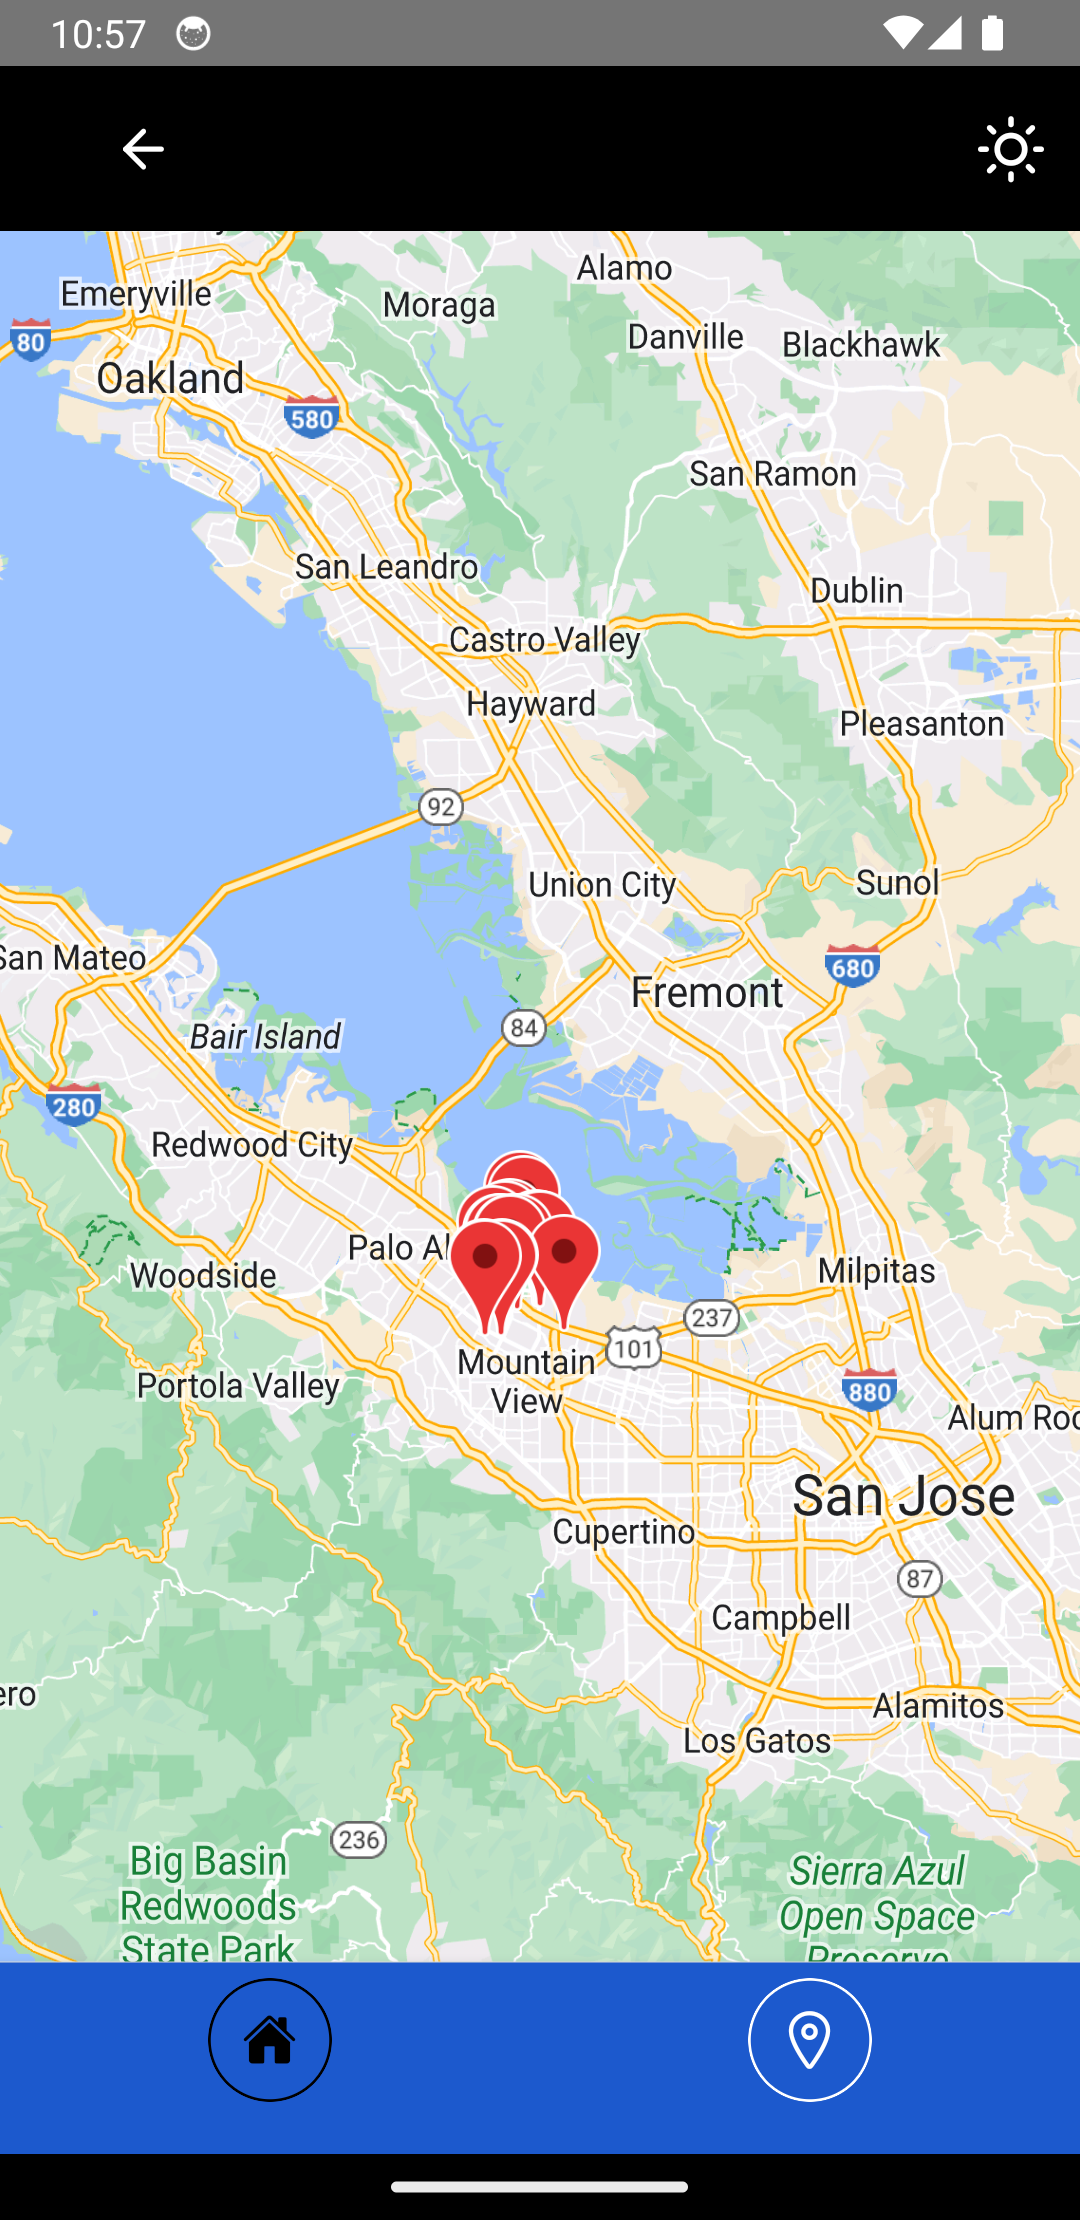 10:57
Alamo
Emeryville
Moraga
Danville
Blackhawk
80
Oakland
580
San Ramon
San Leandro
Dublin
Castro Valley
Hayward
Pleasanton
92
Union City
Sunol
San Mateo
680
Fremont
84
Bair Island
280
Redwood City
Palo Al
Woodside
Milpitas
237
101
Mountain
View
Portola Valley
880
Alum Roc
San Jose
Cupertino
87
Campbell
ero
Alamitos
Los Gatos
236
Big Basin
Redwoods
State Park
Sierra Azul
Open Space
Preserve